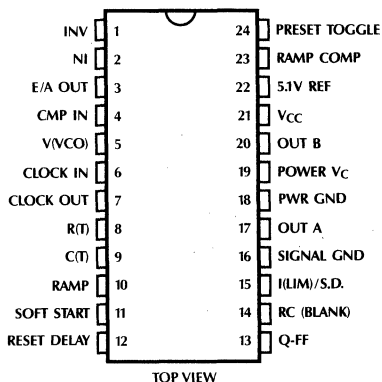 INV 1 24 PRESET TOGGLE
NI 2 23 RAMP COMP
E/A OUT 3 22 5.1V REF
CMP IN 4 21 VCC
V(VCO) 5 20 OUT B
CLOCK IN 6 19 POWER VC
CLOCK OUT 7 18 PWR GND
R(T) 8 17 OUT A
C(T) 9 16 SIGNAL GND
RAMP 10 15 I(LIM)/S.D.
SOFT START 11 14 RC (BLANK)
RESET DELAY 12 13 Q-FF
TOP VIEW